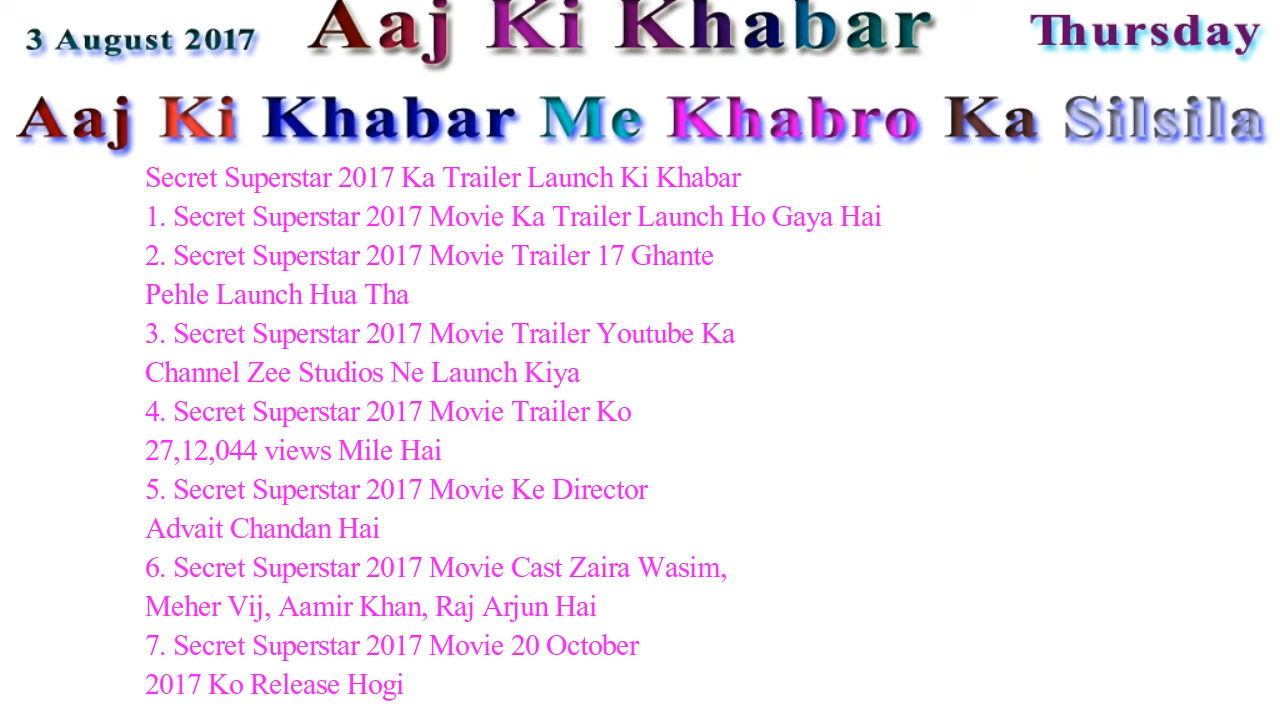 3 August 2017 Aaj Ki Khabar Thursday
Aaj Ki Khabar Me Khabro Ka Silsila
Secret Superstar 2017 Ka Trailer Launch Ki Khabar
1. Secret Superstar 2017 Movie Ka Trailer Launch Ho Gaya Hai
2. Secret Superstar 2017 Movie Trailer 17 Ghante
Pehle Launch Hua Tha
3. Secret Superstar 2017 Movie Trailer Youtube Ka
Channel Zee Studios Ne Launch Kiya
4. Secret Superstar 2017 Movie Trailer Ko
27,12,044 views Mile Hai
5. Secret Superstar 2017 Movie Ke Director
Advait Chandan Hai
6. Secret Superstar 2017 Movie Cast Zaira Wasim,
Meher Vij, Aamir Khan, Raj Arjun Hai
7. Secret Superstar 2017 Movie 20 October
2017 Ko Release Hogi